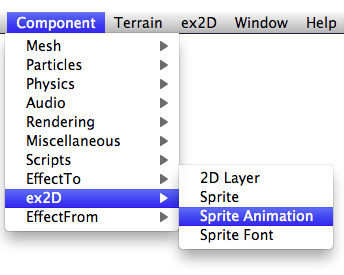 Component Terrain ex2D Window Help
Mesh
Particles
Physics
Audio
Rendering
Miscellaneous
Scripts
EffectTo
ex2D
EffectFrom
2D Layer
Sprite
Sprite Animation
Sprite Font